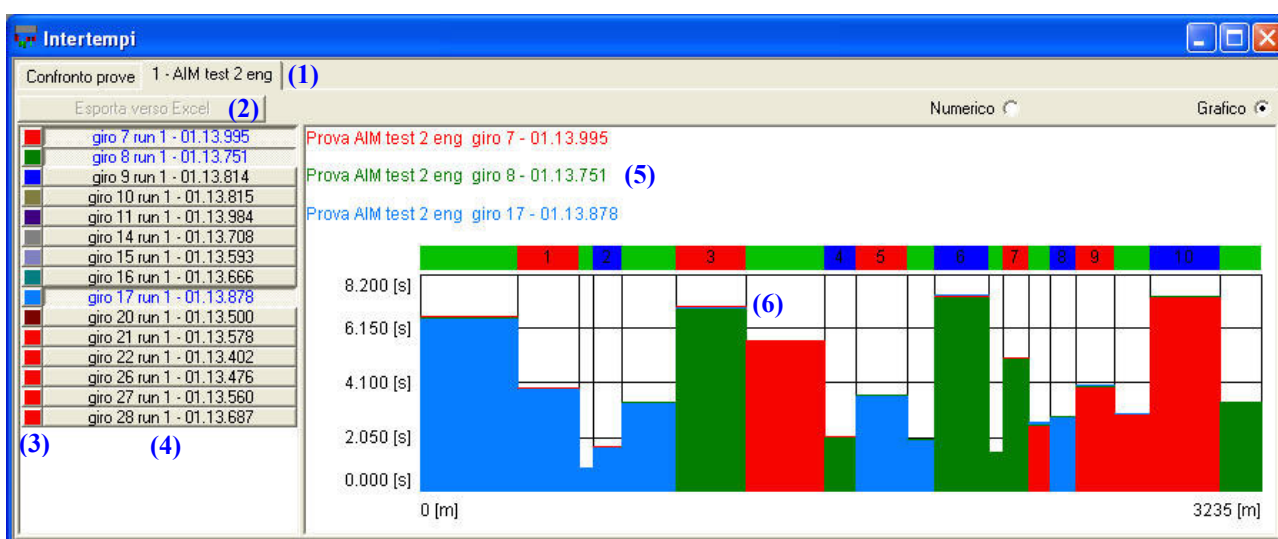 Intertempi
Confronto prove 1 - AIM test 2 eng (1)
Esporta verso Excel (2) Numerico Grafico
giro 7 run 1 - 01.13.995
giro 8 run 1 - 01.13.751
giro 9 run 1 - 01.13.814
giro 10 run 1 - 01.13.815
giro 11 run 1 - 01.13.984
giro 14 run 1 - 01.13.708
giro 15 run 1 - 01.13.593
giro 16 run 1 - 01.13.666
giro 17 run 1 - 01.13.878
giro 20 run 1 - 01.13.500
giro 21 run 1 - 01.13.578
giro 22 run 1 - 01.13.402
giro 26 run 1 - 01.13.476
giro 27 run 1 - 01.13.560
giro 28 run 1 - 01.13.687
(3) (4)
Prova AIM test 2 eng giro 7 - 01.13.995
Prova AIM test 2 eng giro 8 - 01.13.751 (5)
Prova AIM test 2 eng giro 17 - 01.13.878
1 2 3 4 5 6 7 8 9 10
8.200 [s]
(6)
6.150 [s]
4.100 [s]
2.050 [s]
0.000 [s]
0 [m] 3235 [m]